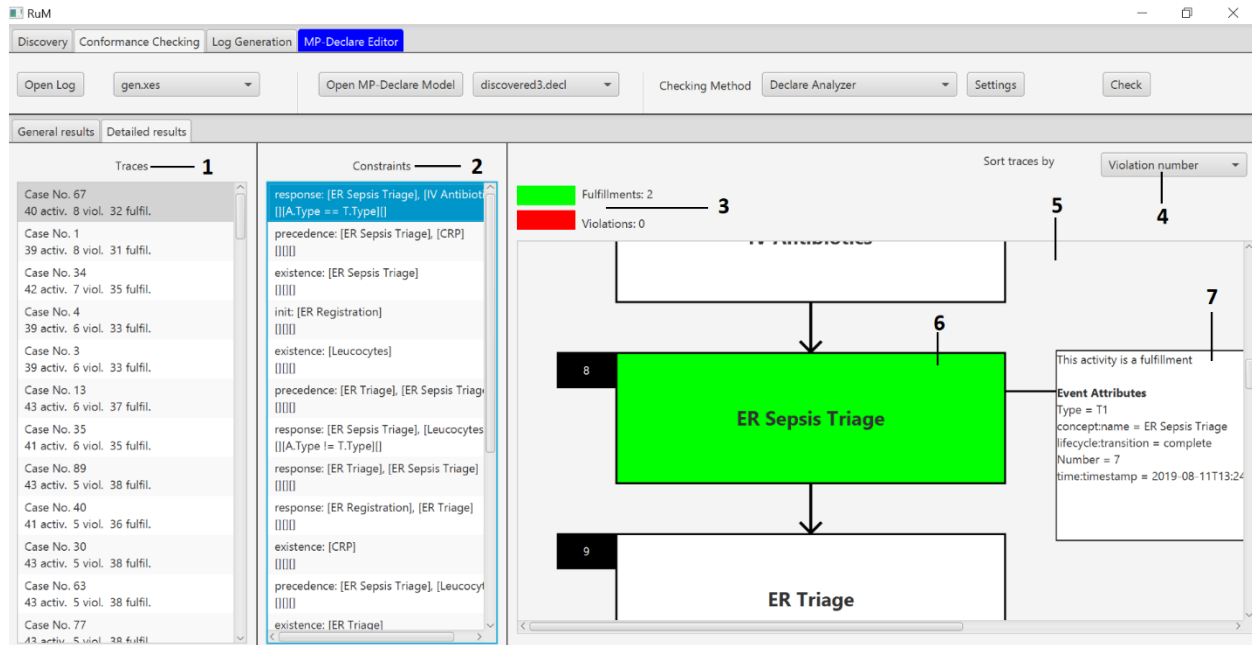 RuM
Discovery Conformance Checking Log Generation MP-Declare Editor
Open Log gen.xes Open MP-Declare Model discovered3.decl Checking Method Declare Analyzer Settings Check
General results Detailed results
Traces 1
Case No. 67
40 activ. 8 viol. 32 fulfil.
Case No. 1
39 activ. 8 viol. 31 fulfil.
Case No. 34
42 activ. 7 viol. 35 fulfil.
Case No. 4
39 activ. 6 viol. 33 fulfil.
Case No. 3
39 activ. 6 viol. 33 fulfil.
Case No. 13
43 activ. 6 viol. 37 fulfil.
Case No. 35
41 activ. 6 viol. 35 fulfil.
Case No. 89
43 activ. 5 viol. 38 fulfil.
Case No. 40
41 activ. 5 viol. 36 fulfil.
Case No. 30
43 activ. 5 viol. 38 fulfil.
Case No. 63
43 activ. 5 viol. 38 fulfil.
Case No. 77
43 activ. 5 viol. 38 fulfil.
Constraints 2
response: [ER Sepsis Triage], [IV Antibioti
[][A.Type == T.Type][]
precedence: [ER Sepsis Triage], [CRP]
[][][]
existence: [ER Sepsis Triage]
[][][]
init: [ER Registration]
[][][]
existence: [Leucocytes]
[][][]
precedence: [ER Triage], [ER Sepsis Triage
[][][]
response: [ER Sepsis Triage], [Leucocytes
[][A.Type != T.Type][]
response: [ER Triage], [ER Sepsis Triage]
[][][]
response: [ER Registration], [ER Triage]
[][][]
existence: [CRP]
[][][]
precedence: [ER Sepsis Triage], [Leucocyt
[][][]
existence: [ER Triage]
Sort traces by Violation number
4
Fulfillments: 2
3
Violations: 0
5
IV Antibiotics
6
7
8
ER Sepsis Triage
This activity is a fulfillment
Event Attributes
Type = T1
concept:name = ER Sepsis Triage
lifecycle:transition = complete
Number = 7
time:timestamp = 2019-08-11T13:24
9
ER Triage